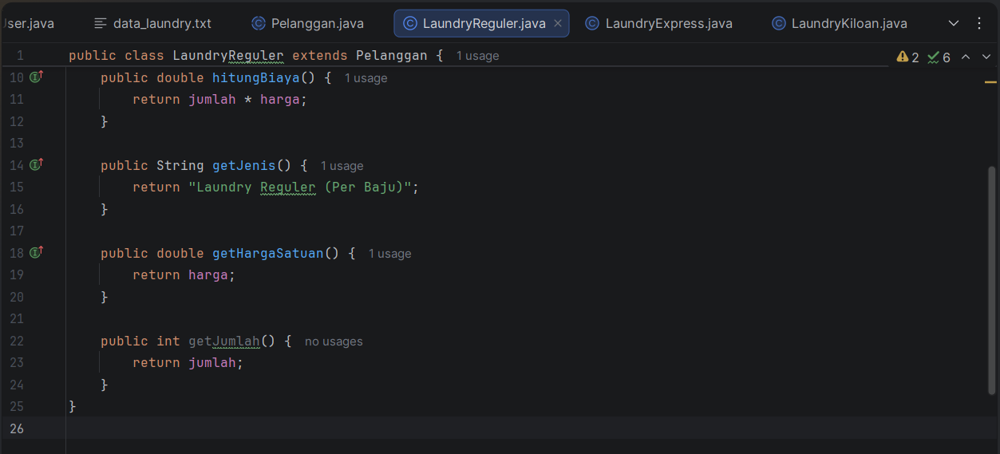 ser.java data_laundry.txt Pelanggan.java LaundryReguler.java LaundryExpress.java LaundryKiloan.java
1 public class LaundryReguler extends Pelanggan { 1 usage 2 6
10 public double hitungBiaya() { 1 usage
11 return jumlah * harga;
12 }
13
14 public String getJenis() { 1 usage
15 return "Laundry Reguler (Per Baju)";
16 }
17
18 public double getHargaSatuan() { 1 usage
19 return harga;
20 }
21
22 public int getJumlah() { no usages
23 return jumlah;
24 }
25 }
26